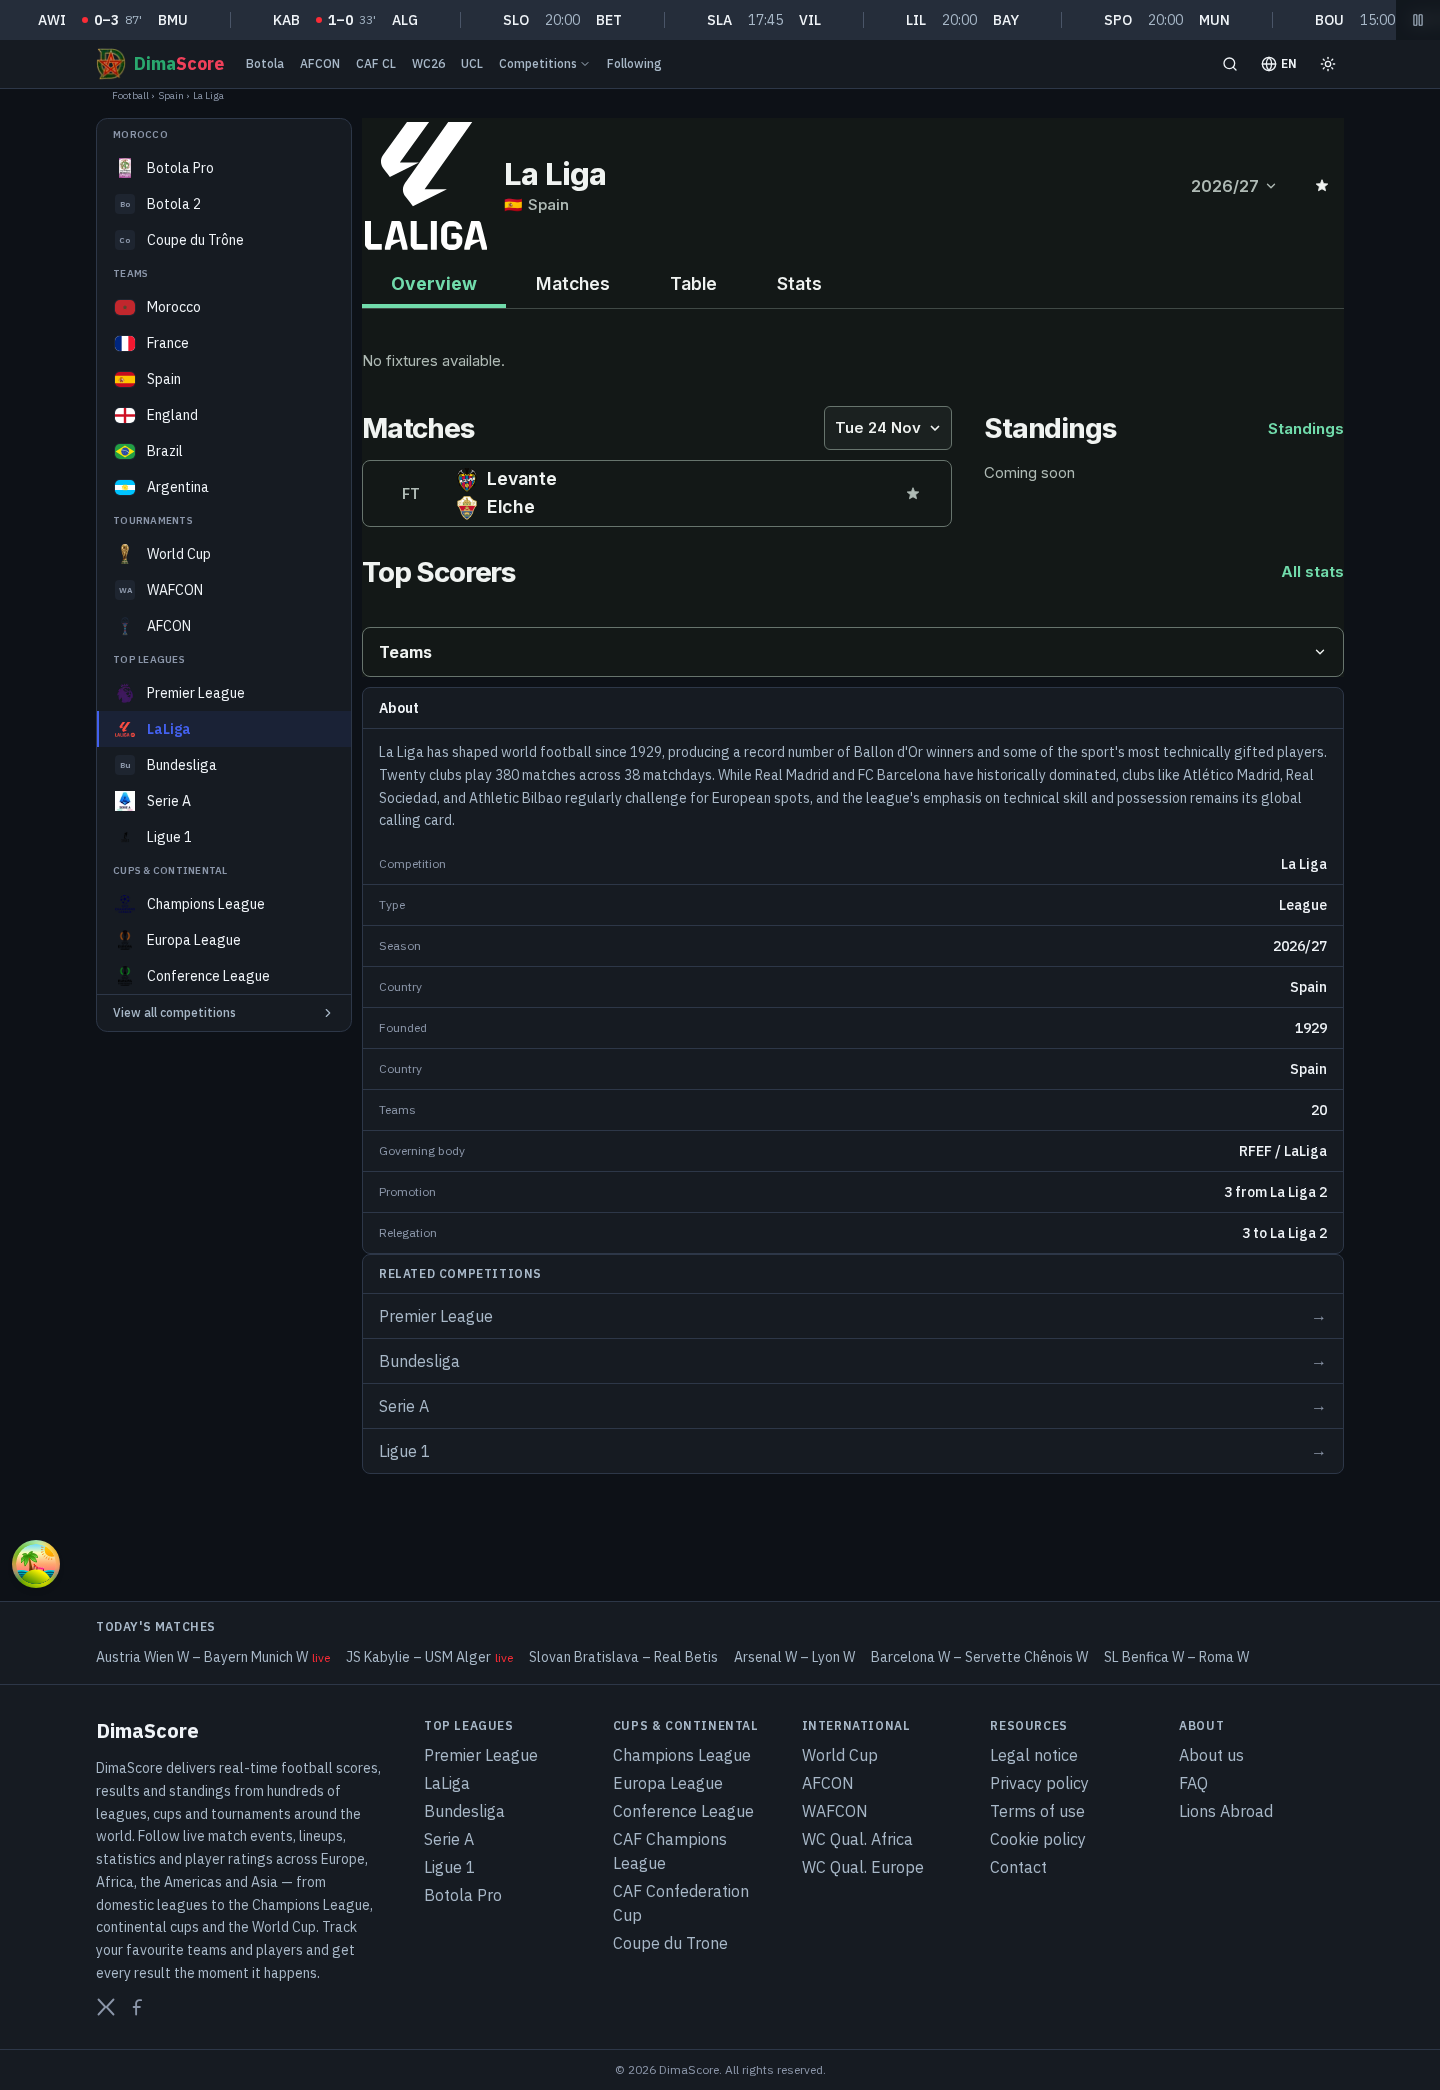 AWI 0–3 87' BMU KAB 1–0 33' ALG SLO 20:00 BET SLA 17:45 VIL LIL 20:00 BAY SPO 20:00 MUN BOU 15:00
DimaScore Botola AFCON CAF CL WC26 UCL Competitions Following EN
Football › Spain › La Liga
MOROCCO
Botola Pro
Bo Botola 2
Co Coupe du Trône
TEAMS
Morocco
France
Spain
England
Brazil
Argentina
TOURNAMENTS
World Cup
WA WAFCON
AFCON
TOP LEAGUES
Premier League
LaLiga
Bu Bundesliga
Serie A
Ligue 1
CUPS & CONTINENTAL
Champions League
Europa League
Conference League
View all competitions
LALIGA
La Liga
Spain
2026/27
Overview Matches Table Stats
No fixtures available.
Matches
Tue 24 Nov
FT
Levante
Elche
Standings Standings
Coming soon
Top Scorers All stats
Teams
About
La Liga has shaped world football since 1929, producing a record number of Ballon d'Or winners and some of the sport's most technically gifted players.
Twenty clubs play 380 matches across 38 matchdays. While Real Madrid and FC Barcelona have historically dominated, clubs like Atlético Madrid, Real
Sociedad, and Athletic Bilbao regularly challenge for European spots, and the league's emphasis on technical skill and possession remains its global
calling card.
Competition La Liga
Type League
Season 2026/27
Country Spain
Founded 1929
Country Spain
Teams 20
Governing body RFEF / LaLiga
Promotion 3 from La Liga 2
Relegation 3 to La Liga 2
RELATED COMPETITIONS
Premier League →
Bundesliga →
Serie A →
Ligue 1 →
TODAY'S MATCHES
Austria Wien W – Bayern Munich W live JS Kabylie – USM Alger live Slovan Bratislava – Real Betis Arsenal W – Lyon W Barcelona W – Servette Chênois W SL Benfica W – Roma W
DimaScore
DimaScore delivers real-time football scores,
results and standings from hundreds of
leagues, cups and tournaments around the
world. Follow live match events, lineups,
statistics and player ratings across Europe,
Africa, the Americas and Asia — from
domestic leagues to the Champions League,
continental cups and the World Cup. Track
your favourite teams and players and get
every result the moment it happens.
TOP LEAGUES
Premier League
LaLiga
Bundesliga
Serie A
Ligue 1
Botola Pro
CUPS & CONTINENTAL
Champions League
Europa League
Conference League
CAF Champions
League
CAF Confederation
Cup
Coupe du Trone
INTERNATIONAL
World Cup
AFCON
WAFCON
WC Qual. Africa
WC Qual. Europe
RESOURCES
Legal notice
Privacy policy
Terms of use
Cookie policy
Contact
ABOUT
About us
FAQ
Lions Abroad
© 2026 DimaScore. All rights reserved.